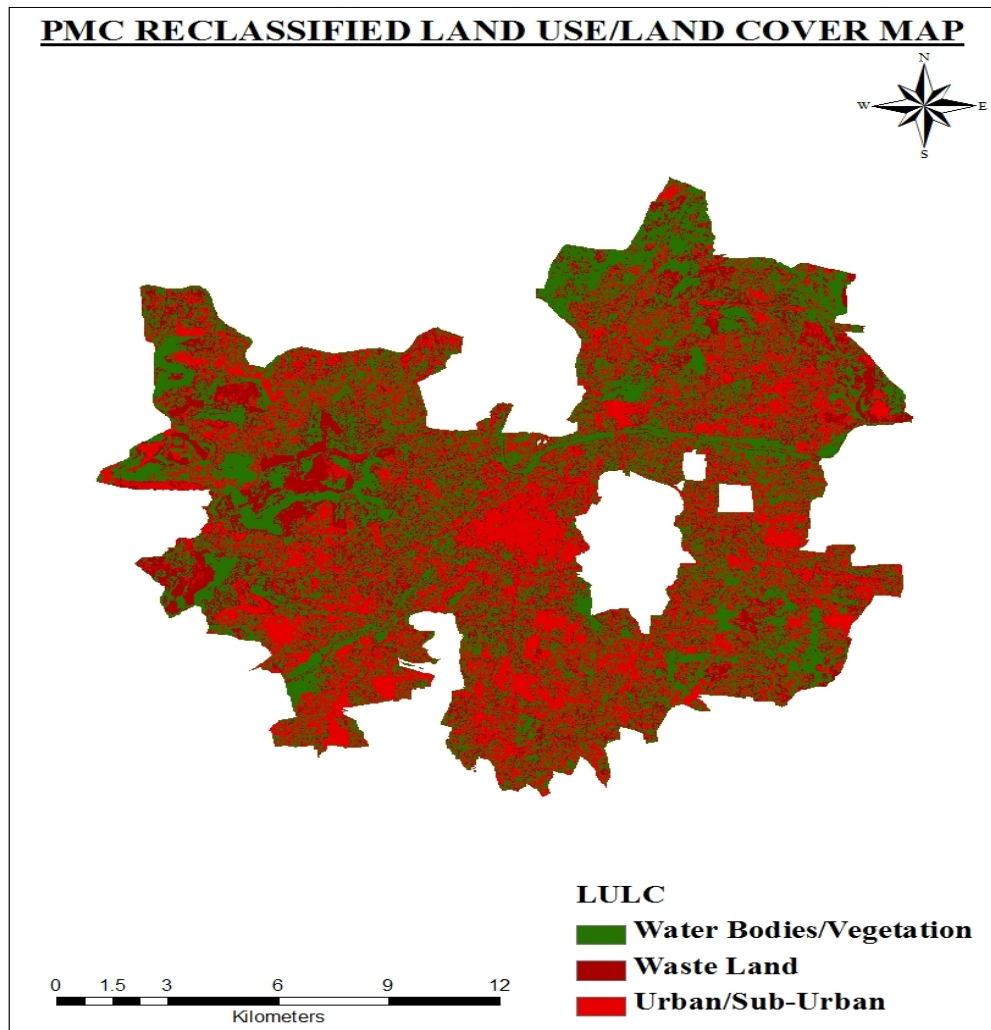 PMC RECLASSIFIED LAND USE/LAND COVER MAP
N
W E
S
LULC
Water Bodies/Vegetation
Waste Land
Urban/Sub-Urban
0 1.5 3 6 9 12
Kilometers